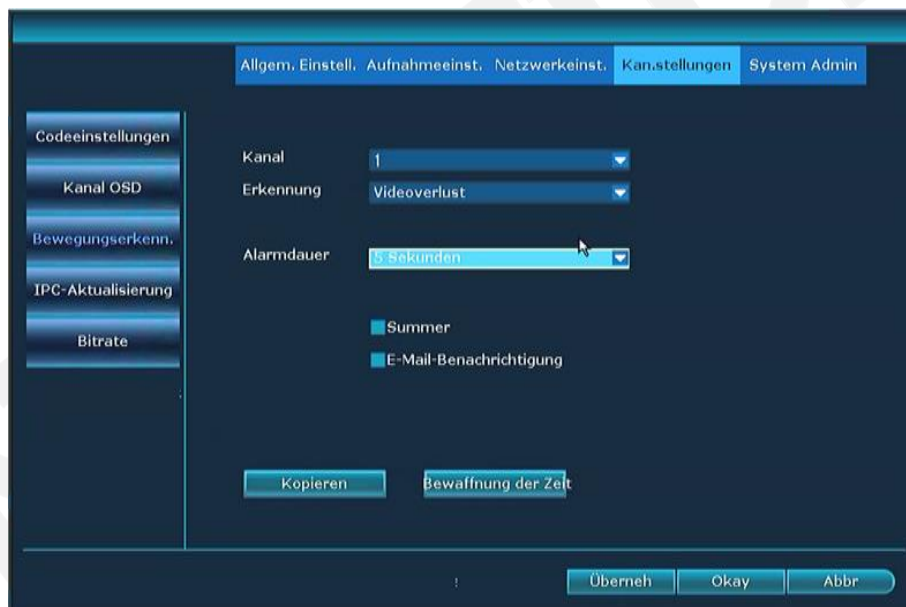 Allgem. Einstell. Aufnahmeeinst. Netzwerkeinst. Kan.stellungen System Admin
Codeeinstellungen
Kanal OSD
Bewegungserkenn.
IPC-Aktualisierung
Bitrate
Kanal 1
Erkennung Videoverlust
Alarmdauer 5 Sekunden
Summer
E-Mail-Benachrichtigung
Kopieren Bewaffnung der Zeit
Überneh Okay Abbr